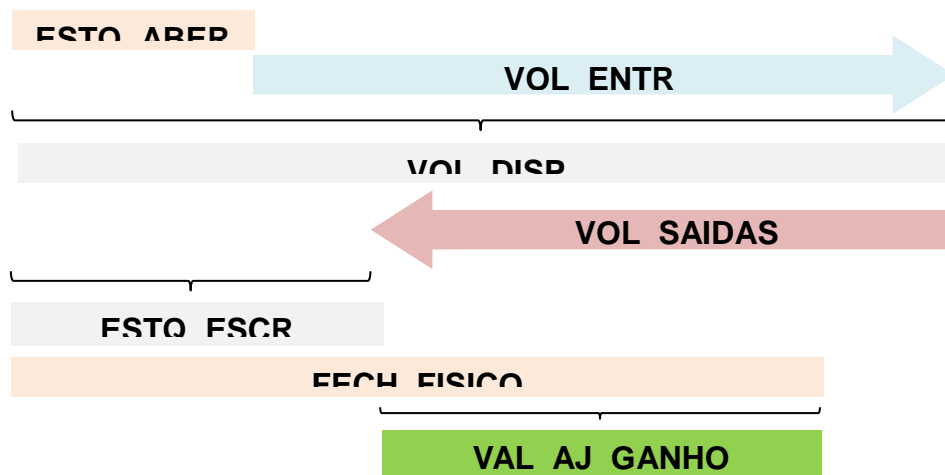 ESTQ ABER
VOL ENTR
VOL DISP
VOL SAIDAS
ESTQ ESCR
FECH FISICO
VAL AJ GANHO